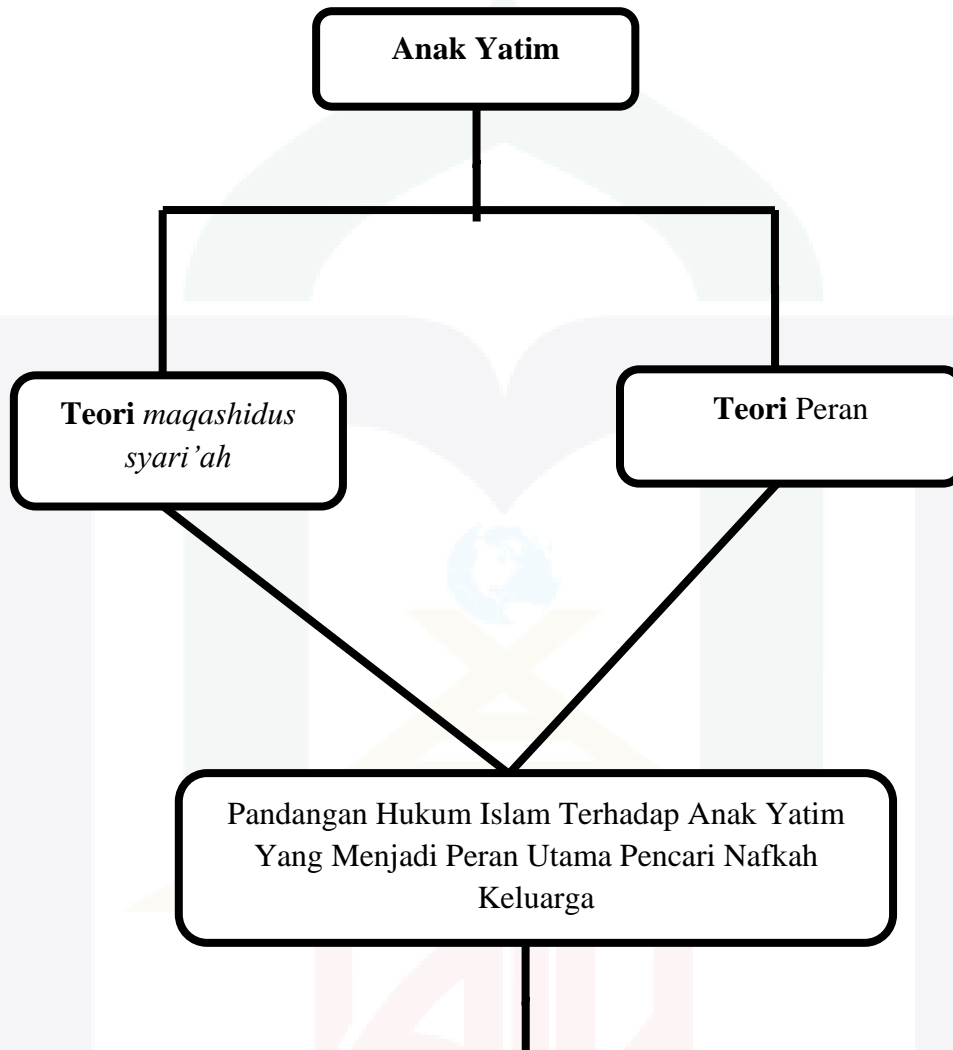 Anak Yatim
Teori maqashidus
syari’ah
Teori Peran
Pandangan Hukum Islam Terhadap Anak Yatim
Yang Menjadi Peran Utama Pencari Nafkah
Keluarga